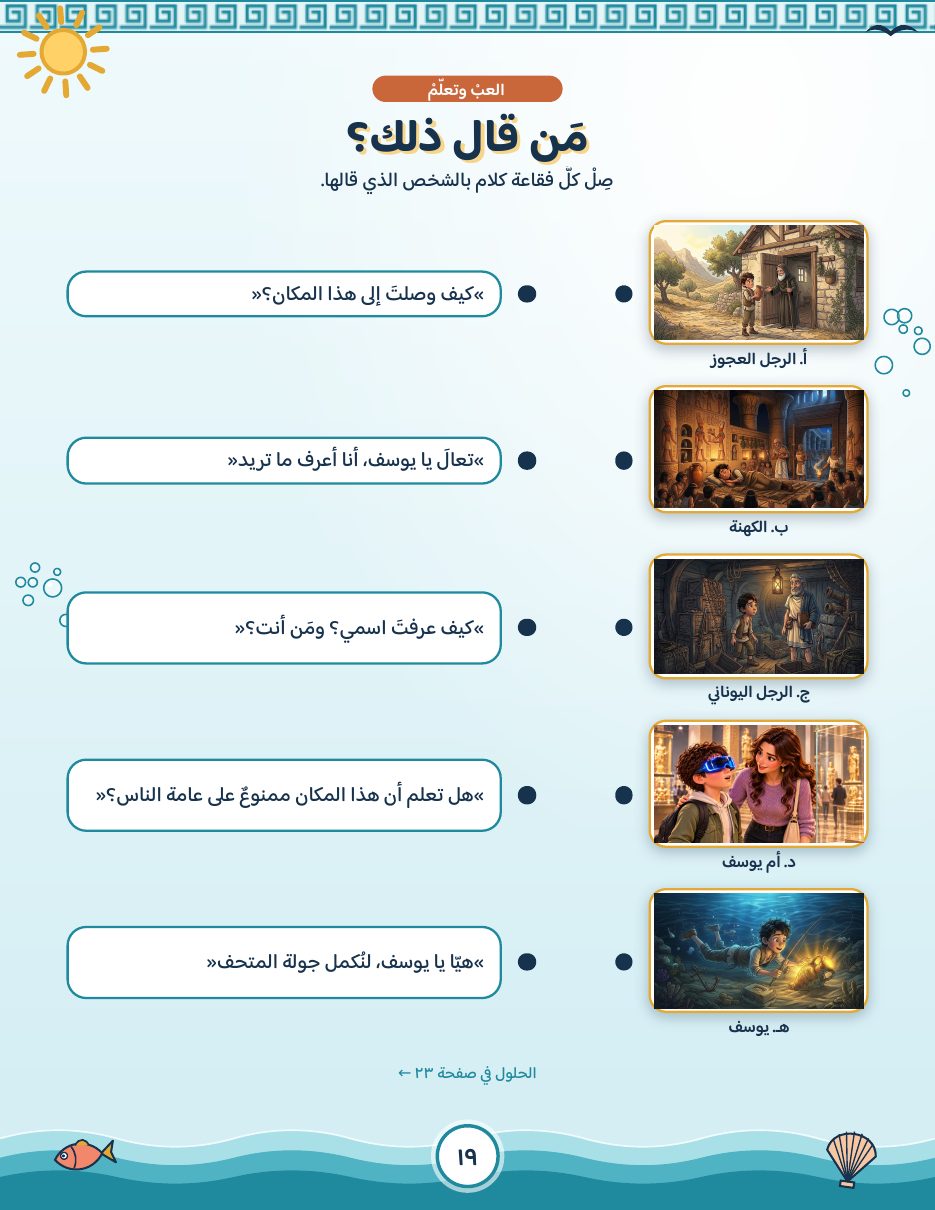 العبْ وتعلّمْ
مَن قال ذلك؟
صِلْ كلّ فقاعة كلام بالشخص الذي قالها.
»كيف وصلتَ إلى هذا المكان؟«
أ. الرجل العجوز
»تعالَ يا يوسف، أنا أعرف ما تريد«
ب. الكهنة
»كيف عرفتَ اسمي؟ ومَن أنت؟«
ج. الرجل اليوناني
»هل تعلم أن هذا المكان ممنوعٌ على عامة الناس؟«
د. أم يوسف
»هيّا يا يوسف، لنُكمل جولة المتحف«
هـ. يوسف
الحلول في صفحة ٢٣ ←
١٩